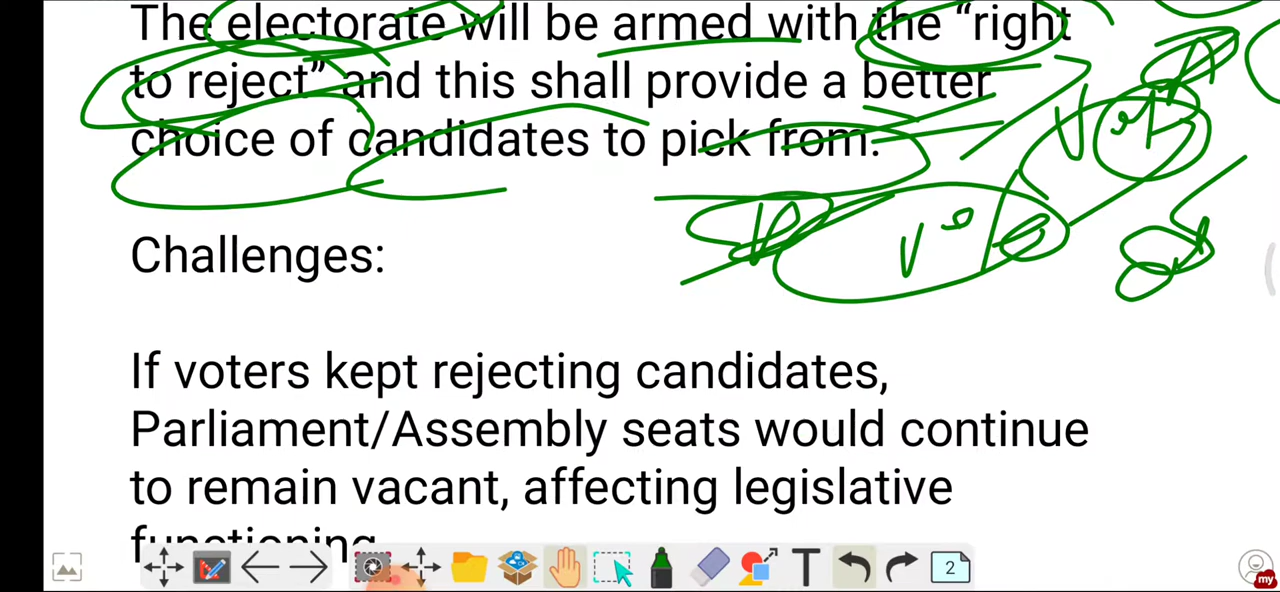 The electorate will be armed with the “right
to reject” and this shall provide a better
choice of candidates to pick from.
Challenges:
If voters kept rejecting candidates,
Parliament/Assembly seats would continue
to remain vacant, affecting legislative
functioning
T
2
my